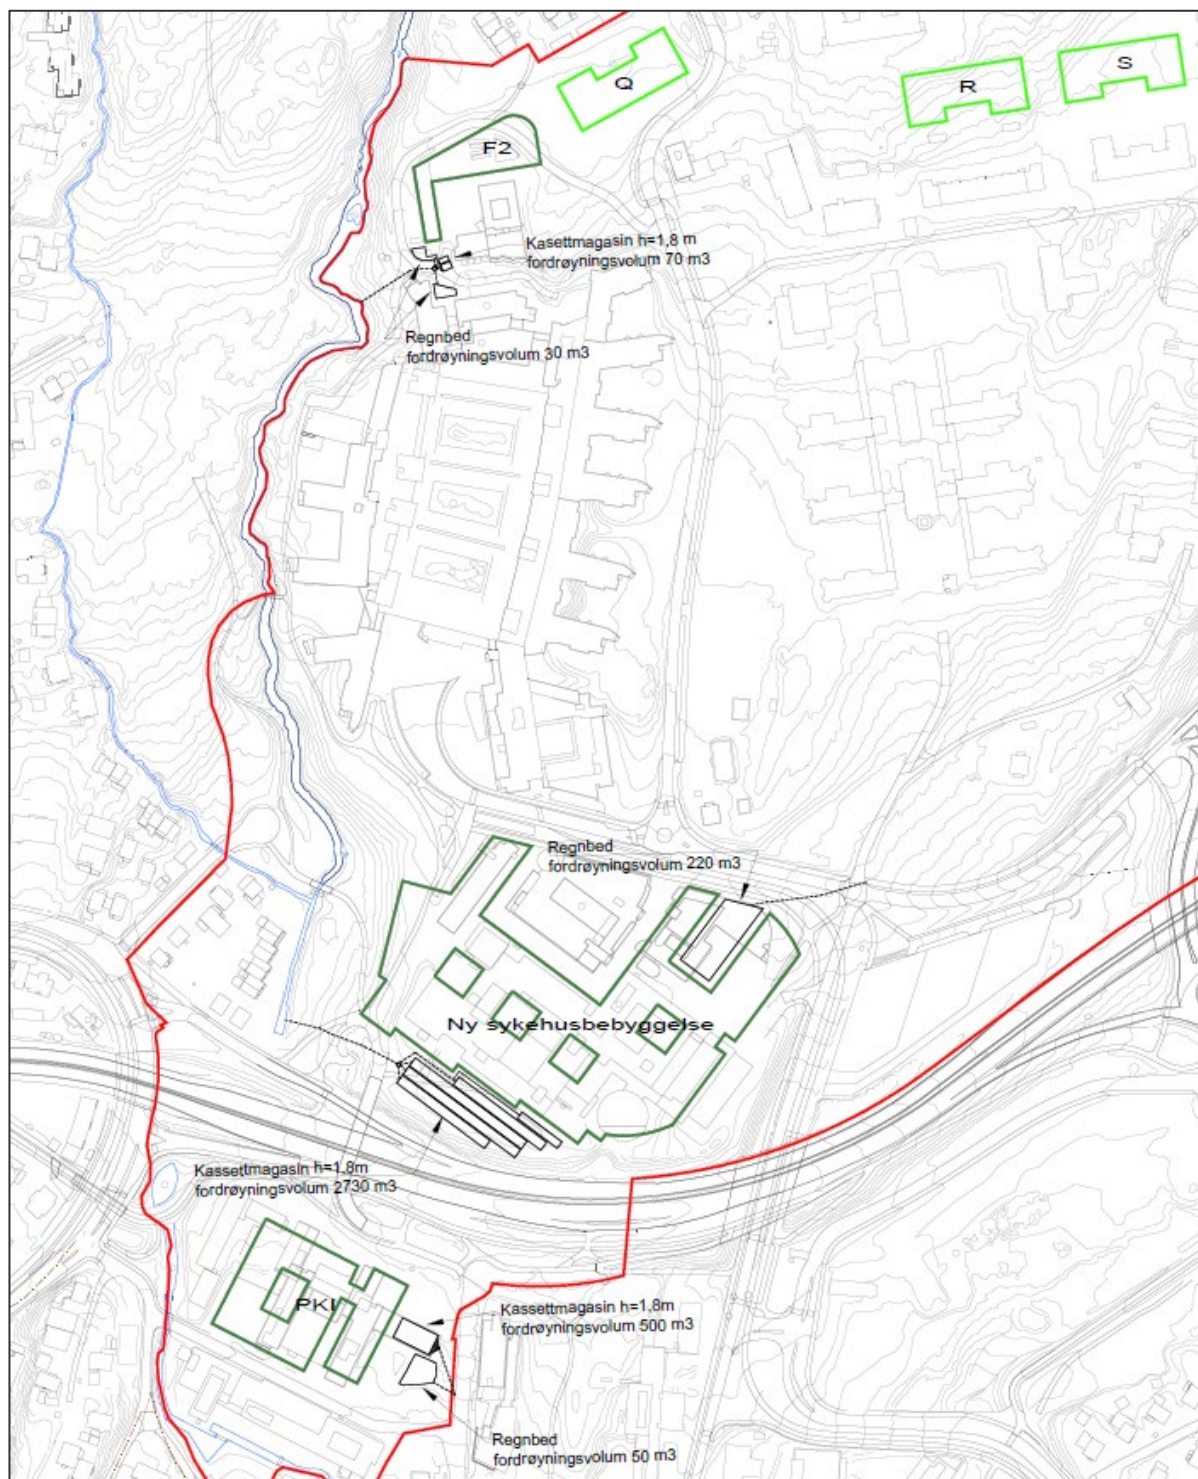 S
Q
R
F2
Kasettmagasin h=1,8 m
fordrøyningsvolum 70 m3
Regnbed
fordrøyningsvolum 30 m3
Regnbed
fordrøyningsvolum 220 m3
Ny sykehusbebyggelse
Kassettmagasin h=1,8m
fordrøyningsvolum 2730 m3
PKI
Kassettmagasin h=1,8m
fordrøyningsvolum 500 m3
Regnbed
fordrøyningsvolum 50 m3